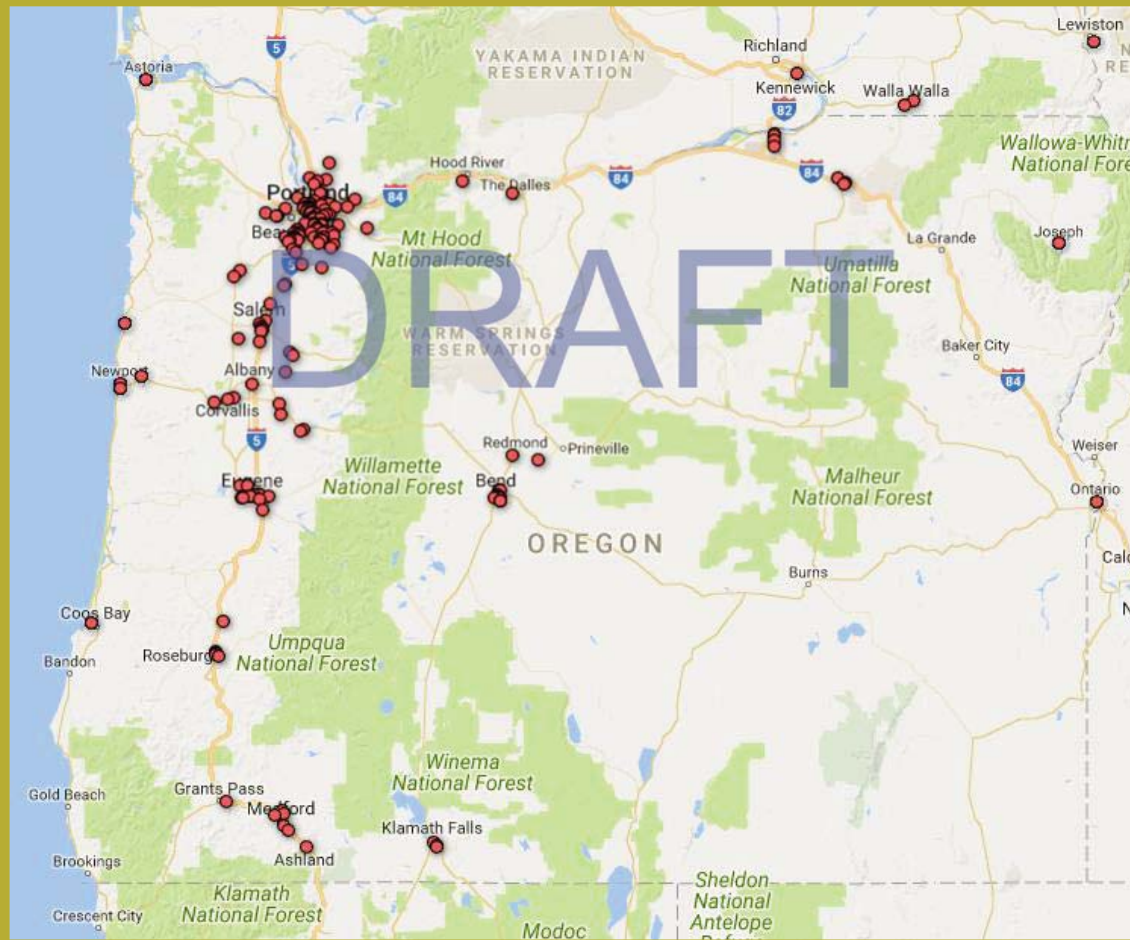 Lewiston
5
YAKAMA INDIAN
RESERVATION
Richland
Astoria
Kennewick
Walla Walla
82
Hood River
The Dalles
84
84
84
Wallowa-Whitm
National Fore
Portland
Mt Hood
National Forest
La Grande
Joseph
5
DRAFT
Umatilla
National Forest
Salem
WARM SPRINGS
RESERVATION
Baker City
Newport
Albany
84
Corvallis
5
Redmond
Prineville
Weiser
Willamette
National Forest
Eugene
Bend
Malheur
National Forest
Ontario
OREGON
Burns
Coos Bay
Umpqua
National Forest
Roseburg
Bandon
Winema
National Forest
Gold Beach
Grants Pass
Medford
Klamath Falls
Ashland
Brookings
Klamath
National Forest
Sheldon
National
Antelope
Crescent City
Modoc